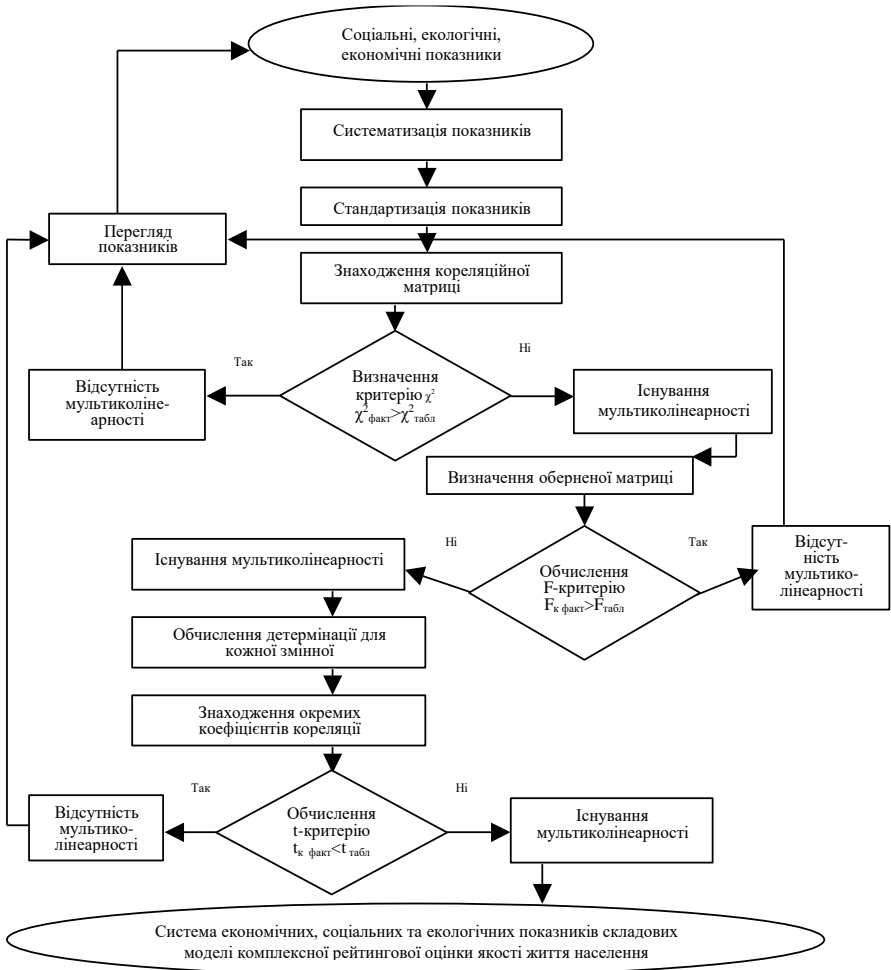 Соціальні, екологічні,
економічні показники
Систематизація показників
Стандартизація показників
Перегляд
показників
Знаходження кореляційної
матриці
Так
Ні
Відсутність
мультиколіне-
арності
Визначення
критерію χ²
χ²факт>χ²табл
Існування
мультиколінеарності
Визначення оберненої матриці
Існування мультиколінеарності
Ні
Так
Обчислення
F-критерію
Fк факт>Fтабл
Відсут-
ність
мультико-
лінеарності
Обчислення детермінації для
кожної змінної
Знаходження окремих
коефіцієнтів кореляції
Так
Ні
Відсутність
мультико-
лінеарності
Обчислення
t-критерію
tк факт<t табл
Існування
мультиколінеарності
Система економічних, соціальних та екологічних показників складових
моделі комплексної рейтингової оцінки якості життя населення